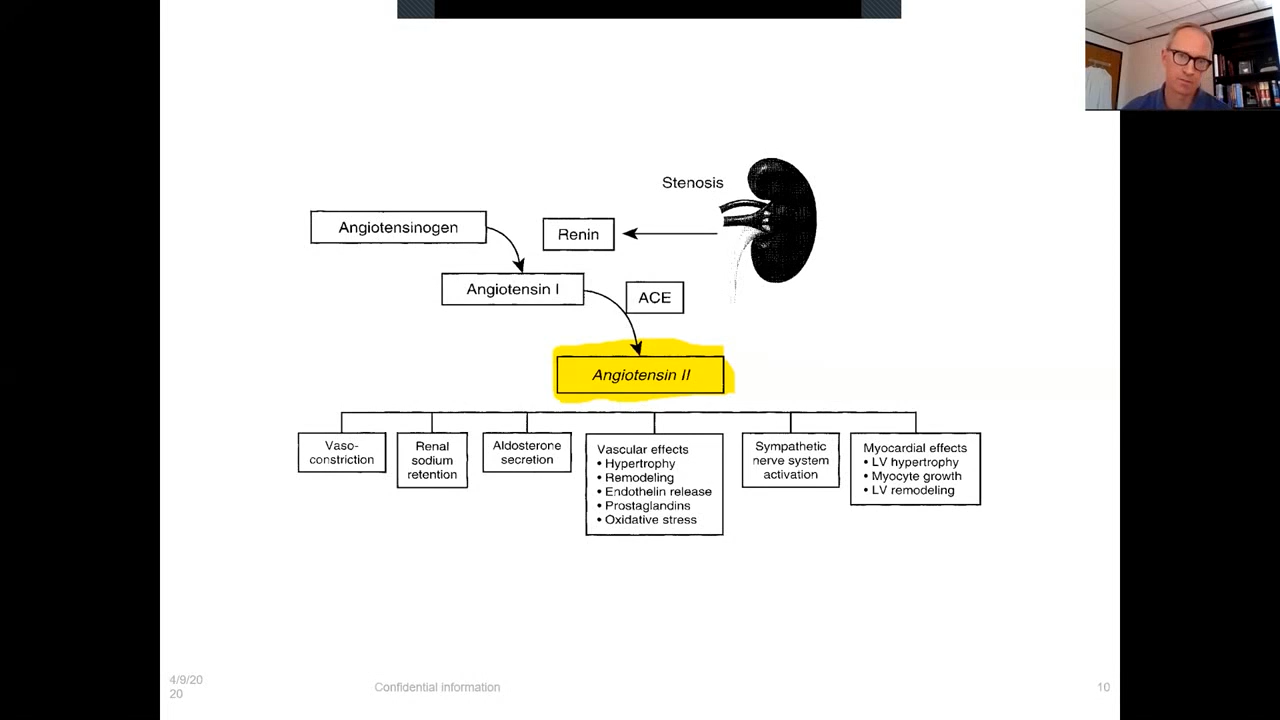 Stenosis
Angiotensinogen
Renin
Angiotensin I
ACE
Angiotensin II
Vaso-
constriction
Renal
sodium
retention
Aldosterone
secretion
Vascular effects
• Hypertrophy
• Remodeling
• Endothelin release
• Prostaglandins
• Oxidative stress
Sympathetic
nerve system
activation
Myocardial effects
• LV hypertrophy
• Myocyte growth
• LV remodeling
4/9/20
20
Confidential information
10